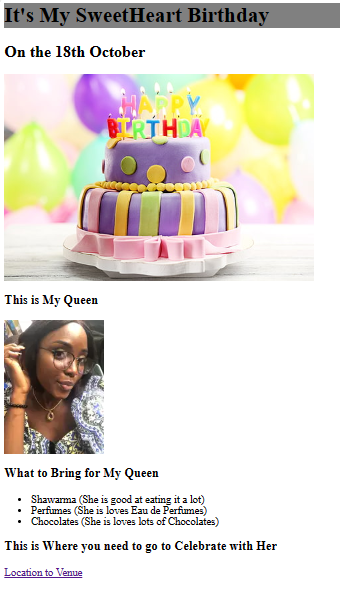 It's My SweetHeart Birthday
On the 18th October
HAPPY
BIRTHDAY
This is My Queen
What to Bring for My Queen
Shawarma (She is good at eating it a lot)
Perfumes (She is loves Eau de Perfumes)
Chocolates (She is loves lots of Chocolates)
This is Where you need to go to Celebrate with Her
Location to Venue